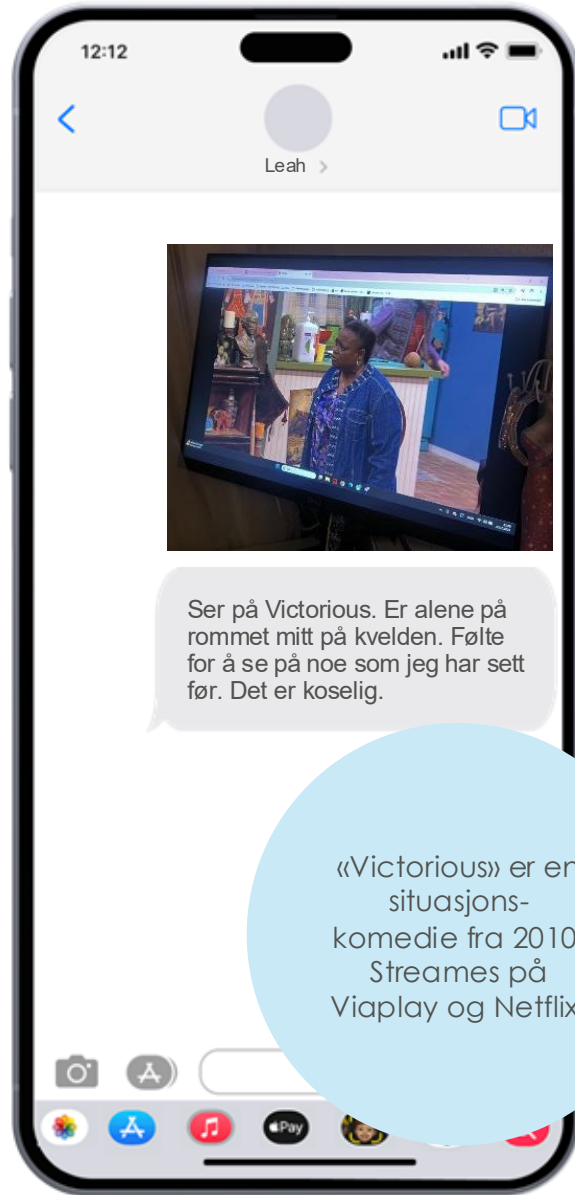 12:12
Leah >
Ser på Victorious. Er alene på
rommet mitt på kvelden. Følte
for å se på noe som jeg har sett
før. Det er koselig.
«Victorious» er en
situasjons-
komedie fra 2010
Streames på
Viaplay og Netflix
Pay